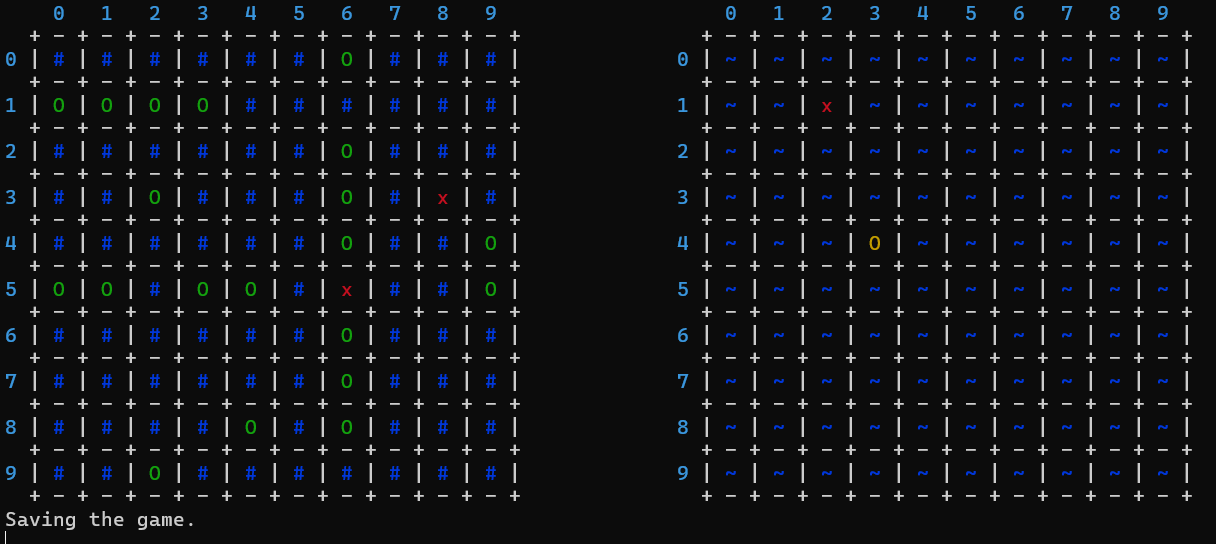 0 1 2 3 4 5 6 7 8 9 0 1 2 3 4 5 6 7 8 9
+ - + - + - + - + - + - + - + - + - + - + + - + - + - + - + - + - + - + - + - + - +
0 | # | # | # | # | # | # | O | # | # | # | 0 | ~ | ~ | ~ | ~ | ~ | ~ | ~ | ~ | ~ | ~ |
+ - + - + - + - + - + - + - + - + - + - + + - + - + - + - + - + - + - + - + - + - +
1 | O | O | O | O | # | # | # | # | # | # | 1 | ~ | ~ | x | ~ | ~ | ~ | ~ | ~ | ~ | ~ |
+ - + - + - + - + - + - + - + - + - + - + + - + - + - + - + - + - + - + - + - + - +
2 | # | # | # | # | # | # | O | # | # | # | 2 | ~ | ~ | ~ | ~ | ~ | ~ | ~ | ~ | ~ | ~ |
+ - + - + - + - + - + - + - + - + - + - + + - + - + - + - + - + - + - + - + - + - +
3 | # | # | O | # | # | # | O | # | x | # | 3 | ~ | ~ | ~ | ~ | ~ | ~ | ~ | ~ | ~ | ~ |
+ - + - + - + - + - + - + - + - + - + - + + - + - + - + - + - + - + - + - + - + - +
4 | # | # | # | # | # | # | O | # | # | O | 4 | ~ | ~ | ~ | O | ~ | ~ | ~ | ~ | ~ | ~ |
+ - + - + - + - + - + - + - + - + - + - + + - + - + - + - + - + - + - + - + - + - +
5 | O | O | # | O | O | # | x | # | # | O | 5 | ~ | ~ | ~ | ~ | ~ | ~ | ~ | ~ | ~ | ~ |
+ - + - + - + - + - + - + - + - + - + - + + - + - + - + - + - + - + - + - + - + - +
6 | # | # | # | # | # | # | O | # | # | # | 6 | ~ | ~ | ~ | ~ | ~ | ~ | ~ | ~ | ~ | ~ |
+ - + - + - + - + - + - + - + - + - + - + + - + - + - + - + - + - + - + - + - + - +
7 | # | # | # | # | # | # | O | # | # | # | 7 | ~ | ~ | ~ | ~ | ~ | ~ | ~ | ~ | ~ | ~ |
+ - + - + - + - + - + - + - + - + - + - + + - + - + - + - + - + - + - + - + - + - +
8 | # | # | # | # | O | # | O | # | # | # | 8 | ~ | ~ | ~ | ~ | ~ | ~ | ~ | ~ | ~ | ~ |
+ - + - + - + - + - + - + - + - + - + - + + - + - + - + - + - + - + - + - + - + - +
9 | # | # | O | # | # | # | # | # | # | # | 9 | ~ | ~ | ~ | ~ | ~ | ~ | ~ | ~ | ~ | ~ |
+ - + - + - + - + - + - + - + - + - + - + + - + - + - + - + - + - + - + - + - + - +
Saving the game.